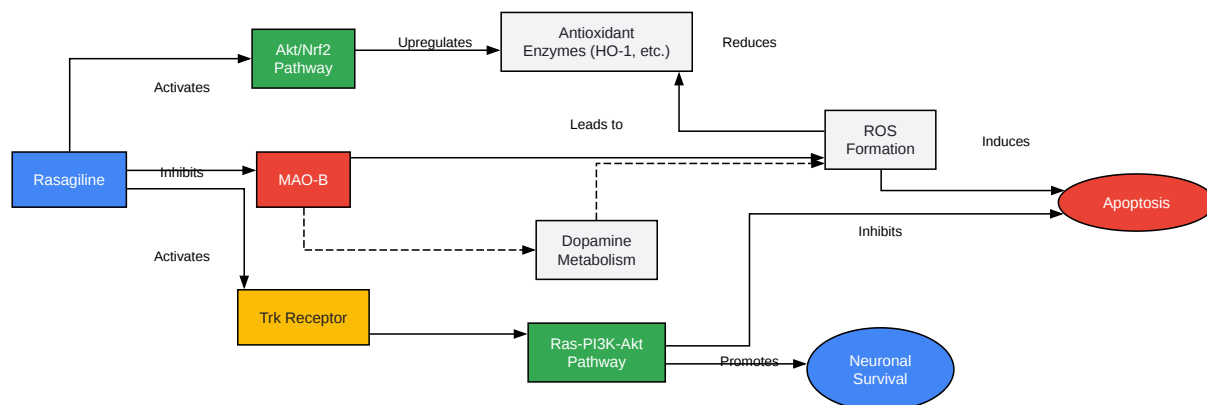 Antioxidant
Enzymes (HO-1, etc.)
Akt/Nrf2
Pathway
Upregulates
Reduces
Activates
Leads to
ROS
Formation
Induces
Rasagiline
Inhibits
MAO-B
Apoptosis
Dopamine
Metabolism
Inhibits
Activates
Trk Receptor
Ras-PI3K-Akt
Pathway
Promotes
Neuronal
Survival